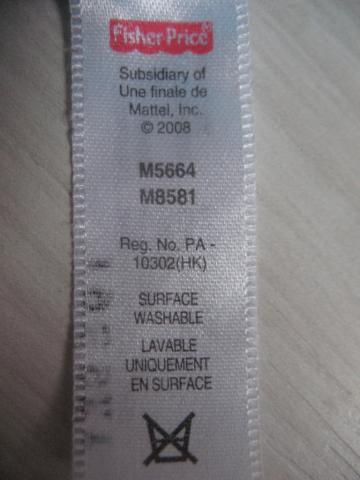 Fisher Price
Subsidiary of
Une finale de
Mattel, Inc.
© 2008
M5664
M8581
Reg. No. PA -
10302(HK)
SURFACE
WASHABLE
LAVABLE
UNIQUEMENT
EN SURFACE